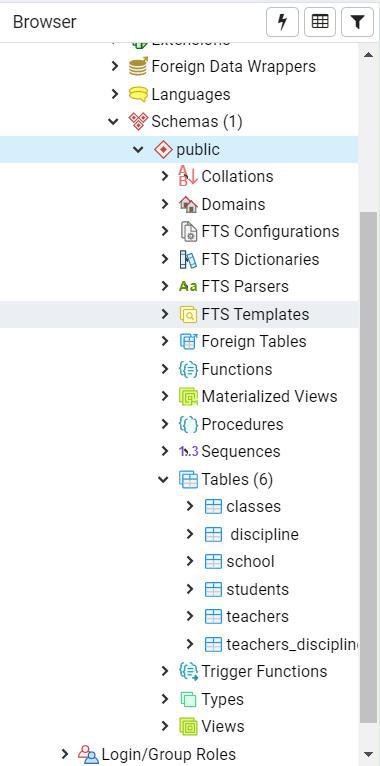 Browser
Extensions
Foreign Data Wrappers
Languages
Schemas (1)
public
Collations
Domains
FTS Configurations
FTS Dictionaries
Aa FTS Parsers
FTS Templates
Foreign Tables
Functions
Materialized Views
Procedures
1..3 Sequences
Tables (6)
classes
discipline
school
students
teachers
teachers_disciplin
Trigger Functions
Types
Views
Login/Group Roles